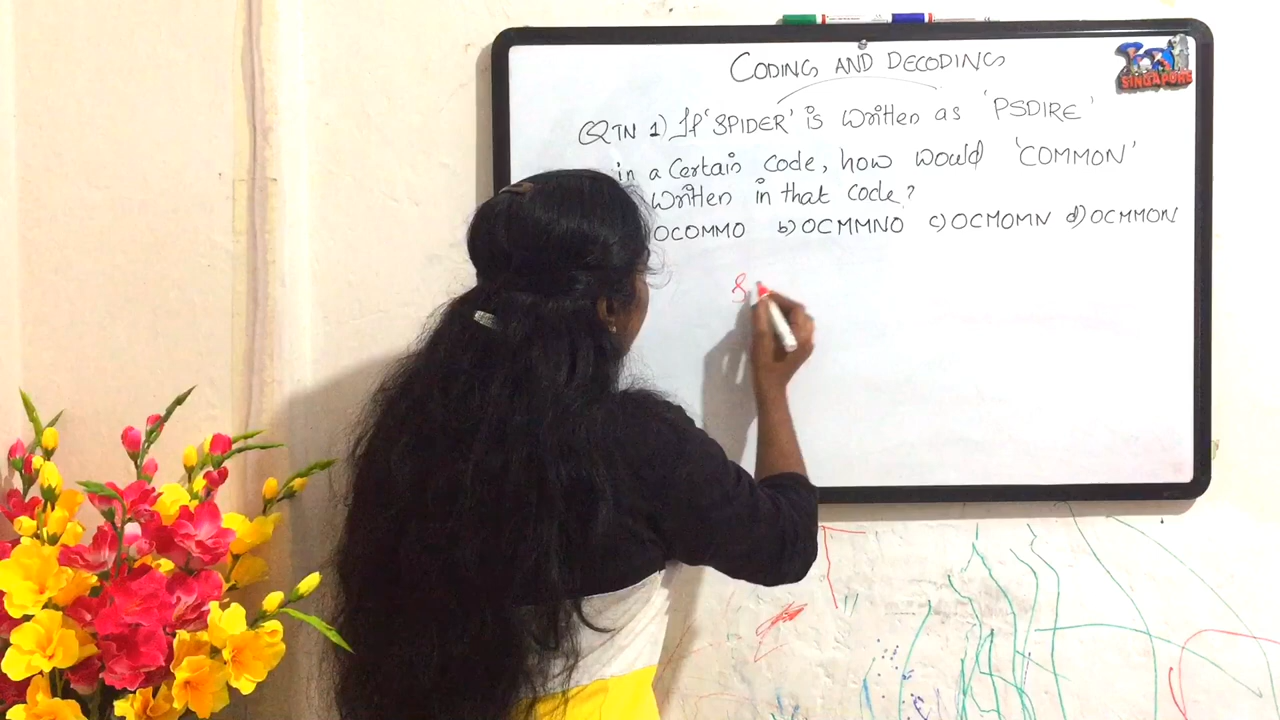 CODING AND DECODING
QTN 1) If 'SPIDER' is written as 'PSDIRE'
in a certain code, how would 'COMMON'
written in that code?
OCOMMO b) OCMMNO c) OCMOMN d) OCMMON
S
SINGAPORE